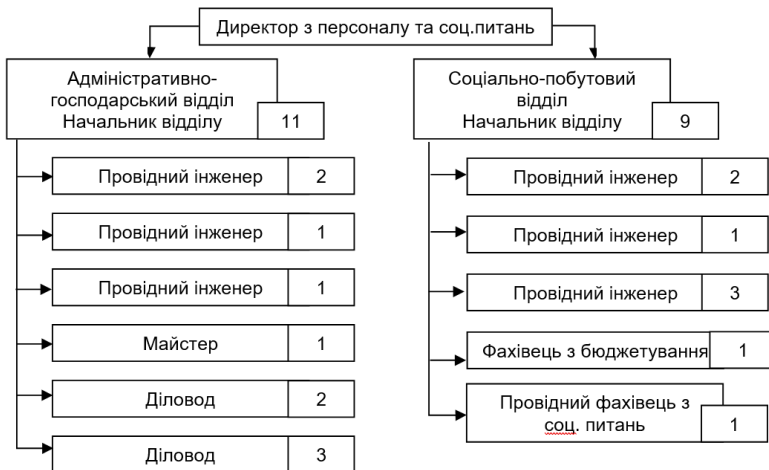 Директор з персоналу та соц.питань
Адміністративно-
господарський відділ
Начальник відділу 11
Провідний інженер 2
Провідний інженер 1
Провідний інженер 1
Майстер 1
Діловод 2
Діловод 3
Соціально-побутовий
відділ
Начальник відділу 9
Провідний інженер 2
Провідний інженер 1
Провідний інженер 3
Фахівець з бюджетування 1
Провідний фахівець з
соц. питань 1